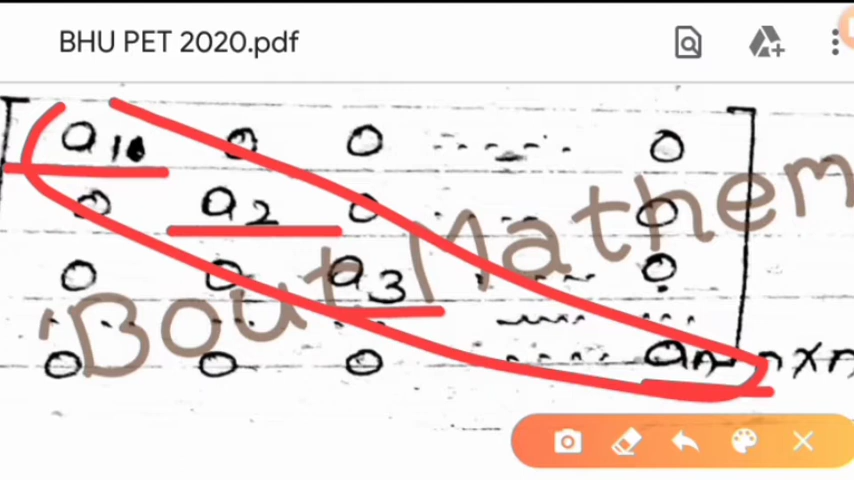 BHU PET 2020.pdf
a₁ 0 0 ------- 0
0 a₂ 0 ---- 0
0 0 a₃ ---- 0
0 0 0 ---- aₙ n×n
'Bout Mathem